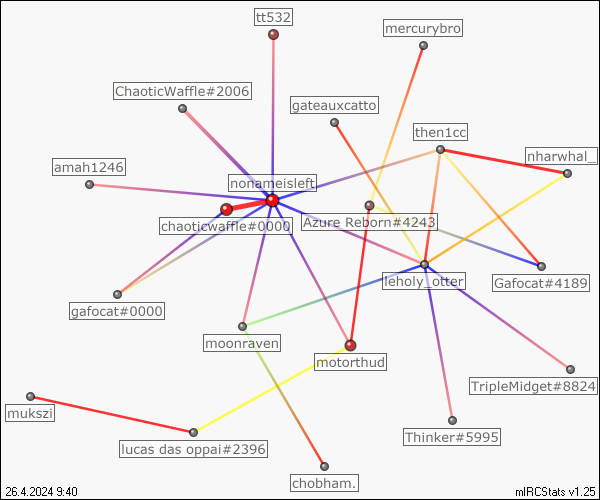 tt532
mercurybro
ChaoticWaffle#2006
gateauxcatto
then1cc
nharwhal_
amah1246
nonameisleft
chaoticwaffle#0000
Azure Reborn#4243
leholy_otter
Gafocat#4189
gafocat#0000
moonraven
motorthud
TripleMidget#8824
mukszi
Thinker#5995
lucas das oppai#2396
chobham.
26.4.2024 9:40
mIRCStats v1.25